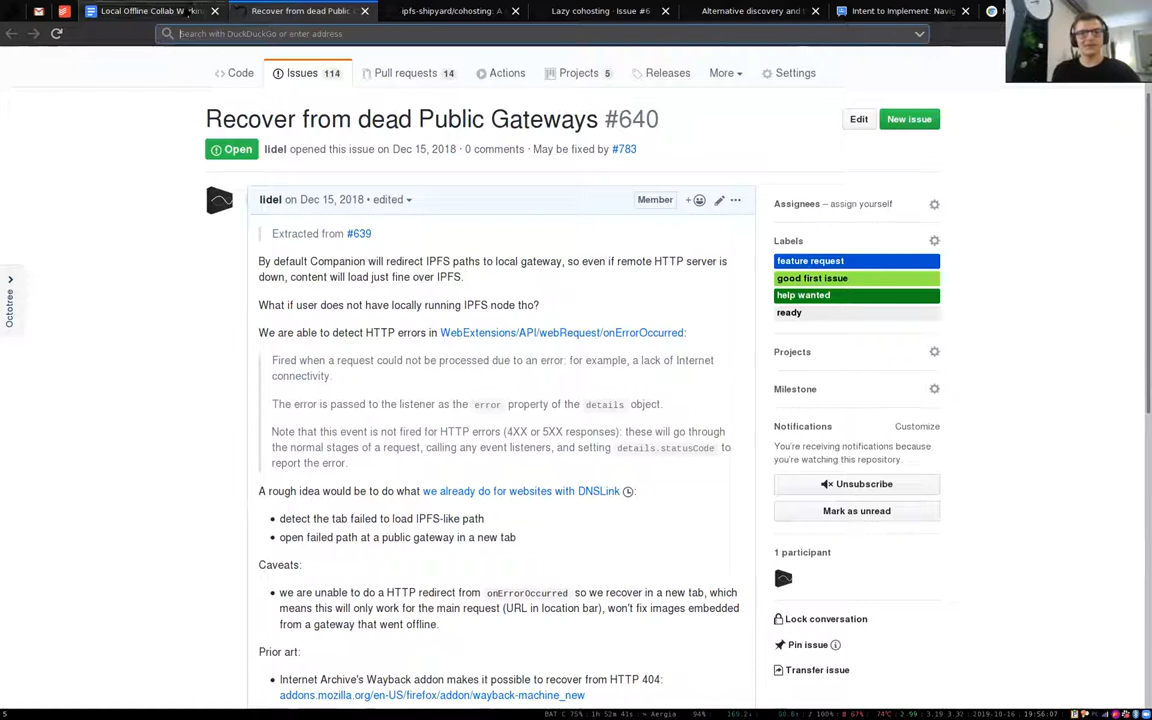 Local Offline Collab Working
Recover from dead Public
ipfs-shipyard/cohosting: A
Lazy cohosting · Issue #6
Alternative discovery and
Intent to Implement: Navig
Search with DuckDuckGo or enter address
Code
Issues 114
Pull requests 14
Actions
Projects 5
Releases
More
Settings
Recover from dead Public Gateways #640
Edit
New issue
Open
lidel opened this issue on Dec 15, 2018 · 0 comments · May be fixed by #783
lidel on Dec 15, 2018 • edited
Member
Extracted from #639
By default Companion will redirect IPFS paths to local gateway, so even if remote HTTP server is
down, content will load just fine over IPFS.
What if user does not have locally running IPFS node tho?
We are able to detect HTTP errors in WebExtensions/API/webRequest/onErrorOccurred:
Fired when a request could not be processed due to an error: for example, a lack of Internet
connectivity.
The error is passed to the listener as the error property of the details object.
Note that this event is not fired for HTTP errors (4XX or 5XX responses): these will go through
the normal stages of a request, calling any event listeners, and setting details.statusCode to
report the error.
A rough idea would be to do what we already do for websites with DNSLink :
• detect the tab failed to load IPFS-like path
• open failed path at a public gateway in a new tab
Caveats:
• we are unable to do a HTTP redirect from onErrorOccurred so we recover in a new tab, which
means this will only work for the main request (URL in location bar), won't fix images embedded
from a gateway that went offline.
Prior art:
• Internet Archive's Wayback addon makes it possible to recover from HTTP 404:
addons.mozilla.org/en-US/firefox/addon/wayback-machine_new
Assignees – assign yourself
Labels
feature request
good first issue
help wanted
ready
Projects
Milestone
Notifications
Customize
You're receiving notifications because
you're watching this repository.
Unsubscribe
Mark as unread
1 participant
Lock conversation
Pin issue
Transfer issue
Octotree
5
BAT C 75% 1h 52m 41s
Aergia
94%
2019-10-16
19:56:07